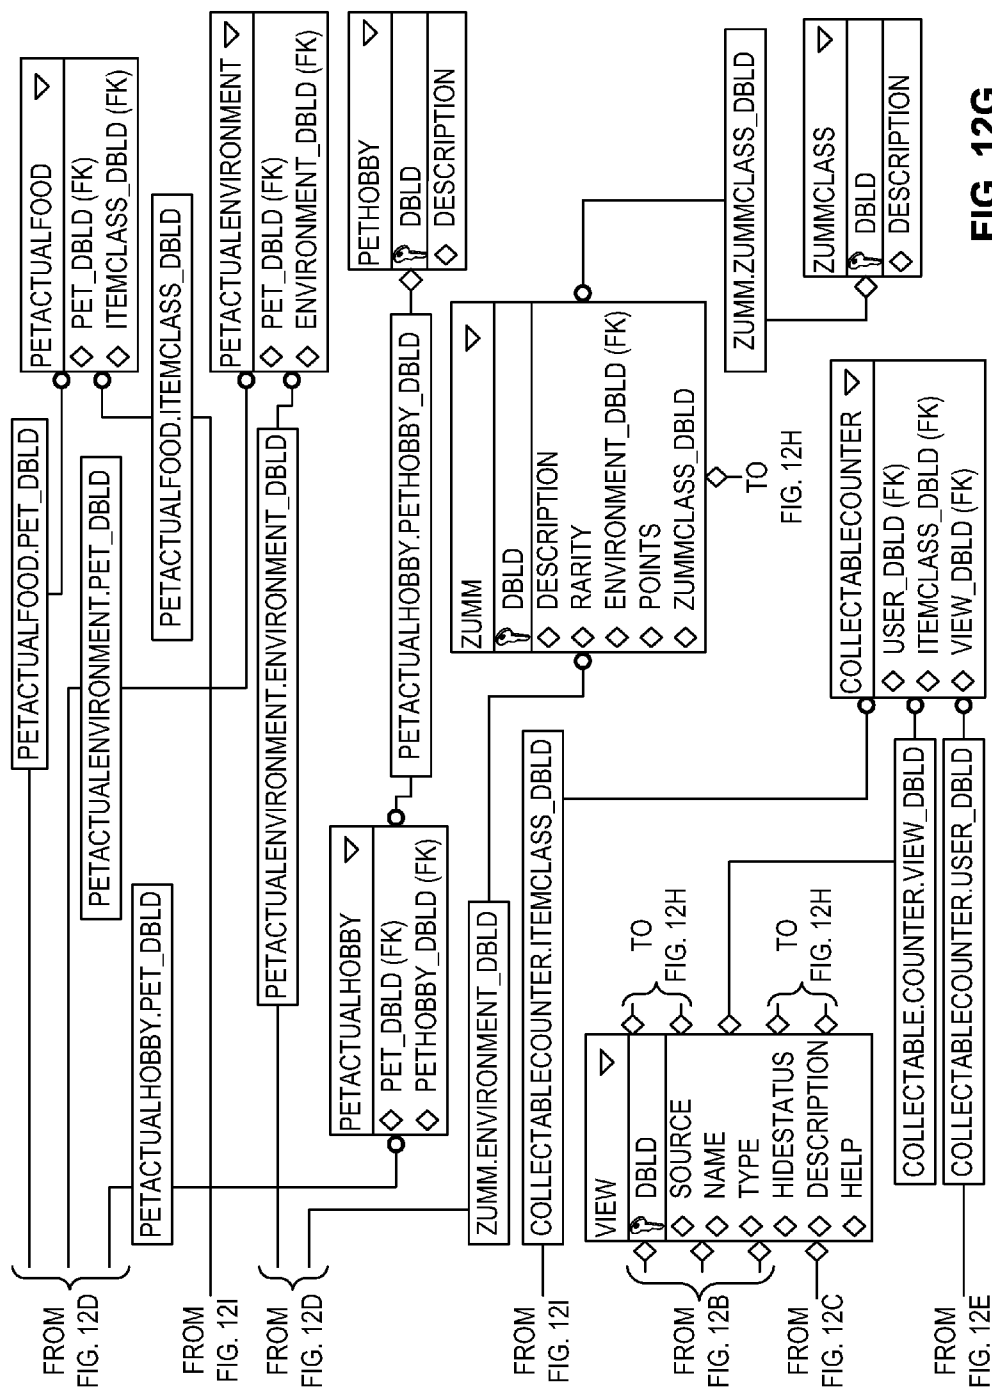 PETACTUALFOOD.PET_DBLD
PETACTUALFOOD
PET_DBLD (FK)
ITEMCLASS_DBLD (FK)
PETACTUALENVIRONMENT.PET_DBLD
PETACTUALFOOD.ITEMCLASS_DBLD
PETACTUALHOBBY.PET_DBLD
FROM
FIG. 12D
FROM
FIG. 12I
PETACTUALENVIRONMENT
PET_DBLD (FK)
ENVIRONMENT_DBLD (FK)
PETACTUALENVIRONMENT.ENVIRONMENT_DBLD
FROM
FIG. 12D
PETACTUALHOBBY
PET_DBLD (FK)
PETHOBBY_DBLD (FK)
PETACTUALHOBBY.PETHOBBY_DBLD
PETHOBBY
DBLD
DESCRIPTION
ZUMM.ENVIRONMENT_DBLD
ZUMM
DBLD
DESCRIPTION
RARITY
ENVIRONMENT_DBLD (FK)
POINTS
ZUMMCLASS_DBLD
TO
FIG. 12H
ZUMM.ZUMMCLASS_DBLD
ZUMMCLASS
DBLD
DESCRIPTION
FROM
FIG. 12I
COLLECTABLECOUNTER.ITEMCLASS_DBLD
VIEW
DBLD
SOURCE
NAME
TYPE
HIDESTATUS
DESCRIPTION
HELP
FROM
FIG. 12B
FROM
FIG. 12C
TO
FIG. 12H
TO
FIG. 12H
COLLECTABLECOUNTER
USER_DBLD (FK)
ITEMCLASS_DBLD (FK)
VIEW_DBLD (FK)
COLLECTABLE.COUNTER.VIEW_DBLD
COLLECTABLECOUNTER.USER_DBLD
FROM
FIG. 12E
FIG. 12G